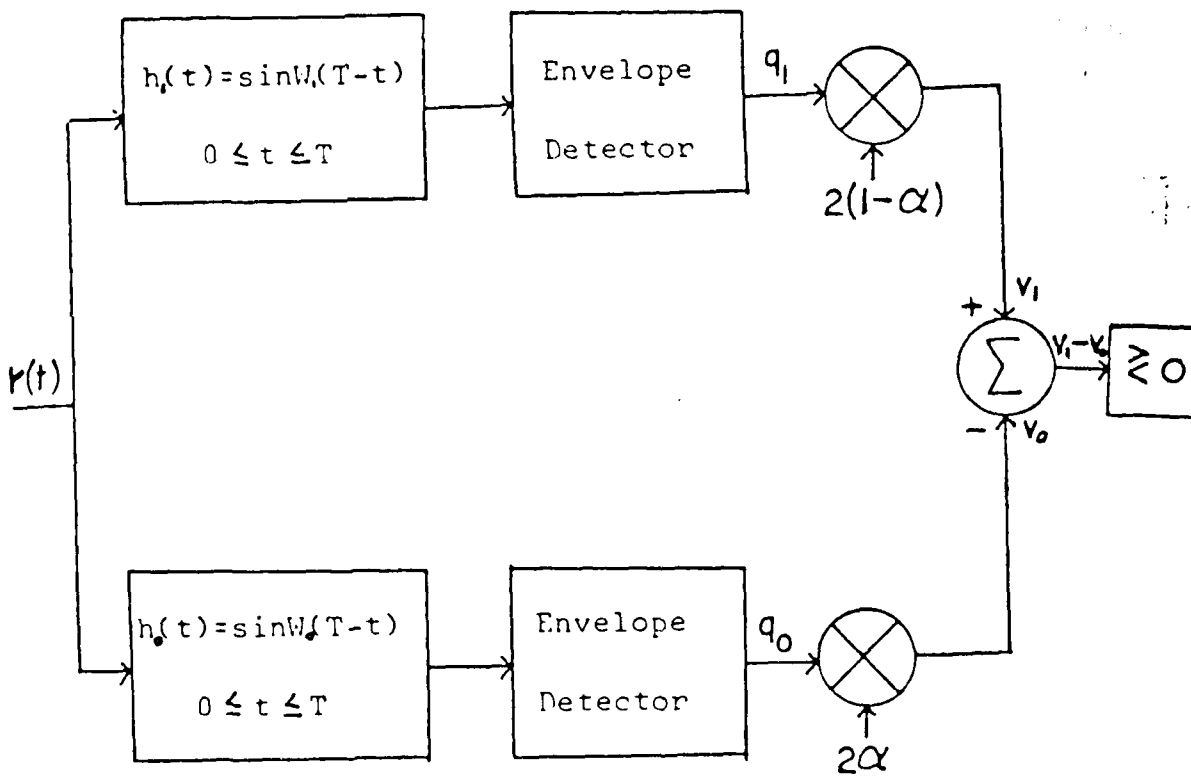 h₁(t)=sinW₁(T-t)
0 ≤ t ≤ T
Envelope
Detector
q₁
2(1-α)
+
V₁
r(t)
Σ
V₁-V₀
≷ 0
-
V₀
h₀(t)=sinW₀(T-t)
0 ≤ t ≤ T
Envelope
Detector
q₀
2α